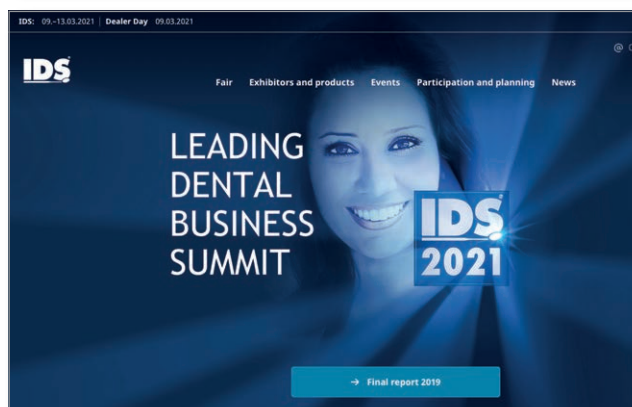 IDS: 09.–13.03.2021 | Dealer Day 09.03.2021
@
IDS
Fair Exhibitors and products Events Participation and planning News
LEADING
DENTAL
BUSINESS
SUMMIT
IDS®
2021
→ Final report 2019